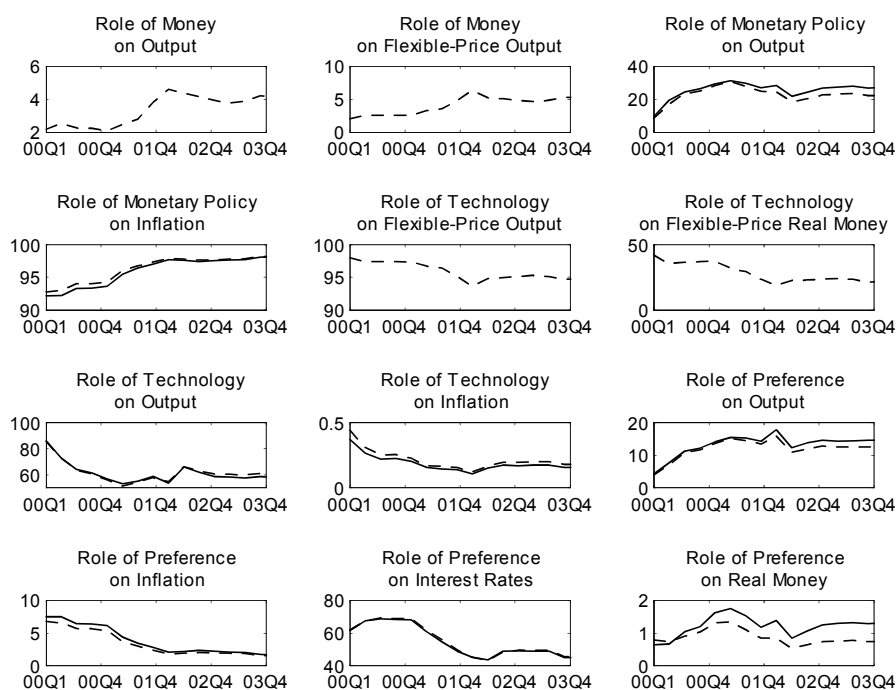 Role of Money
on Output
6
4
2
00Q1 00Q4 01Q4 02Q4 03Q4
Role of Money
on Flexible-Price Output
10
5
0
00Q1 00Q4 01Q4 02Q4 03Q4
Role of Monetary Policy
on Output
40
20
0
00Q1 00Q4 01Q4 02Q4 03Q4
Role of Monetary Policy
on Inflation
100
95
90
00Q1 00Q4 01Q4 02Q4 03Q4
Role of Technology
on Flexible-Price Output
100
95
90
00Q1 00Q4 01Q4 02Q4 03Q4
Role of Technology
on Flexible-Price Real Money
50
0
00Q1 00Q4 01Q4 02Q4 03Q4
Role of Technology
on Output
100
80
60
00Q1 00Q4 01Q4 02Q4 03Q4
Role of Technology
on Inflation
0.5
0
00Q1 00Q4 01Q4 02Q4 03Q4
Role of Preference
on Output
20
10
0
00Q1 00Q4 01Q4 02Q4 03Q4
Role of Preference
on Inflation
10
5
0
00Q1 00Q4 01Q4 02Q4 03Q4
Role of Preference
on Interest Rates
80
60
40
00Q1 00Q4 01Q4 02Q4 03Q4
Role of Preference
on Real Money
2
1
0
00Q1 00Q4 01Q4 02Q4 03Q4